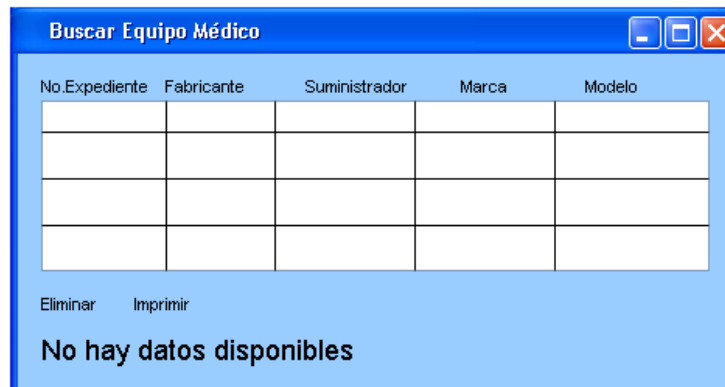 Buscar Equipo Médico
No.Expediente Fabricante Suministrador Marca Modelo
Eliminar Imprimir
No hay datos disponibles